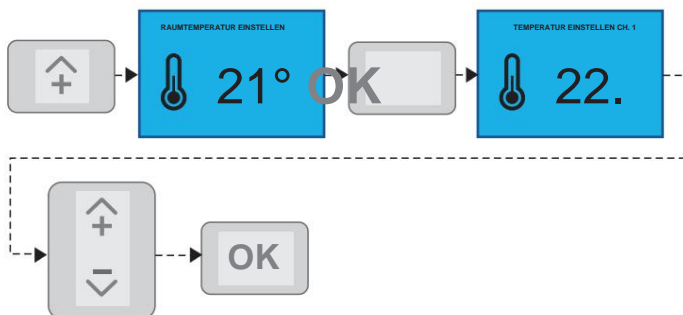 +
RAUMTEMPERATUR EINSTELLEN
21°
OK
TEMPERATUR EINSTELLEN CH. 1
22.
+
−
OK